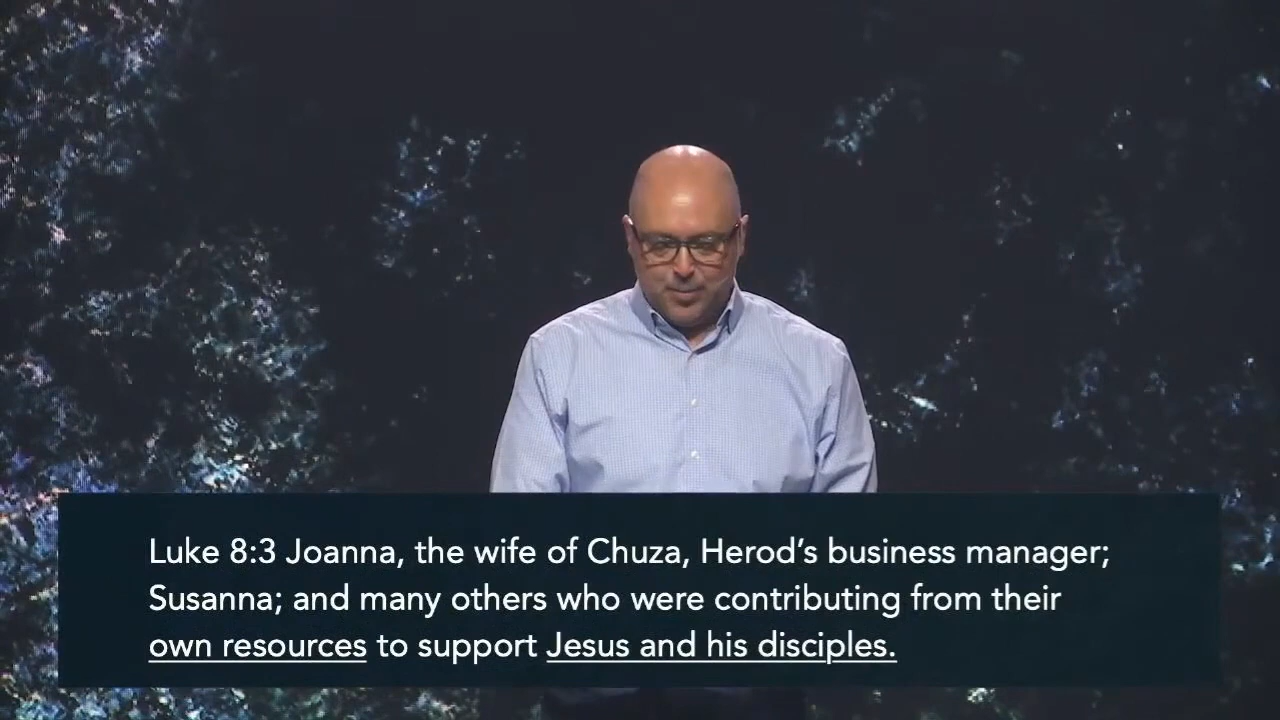 Luke 8:3 Joanna, the wife of Chuza, Herod’s business manager;
Susanna; and many others who were contributing from their
own resources to support Jesus and his disciples.